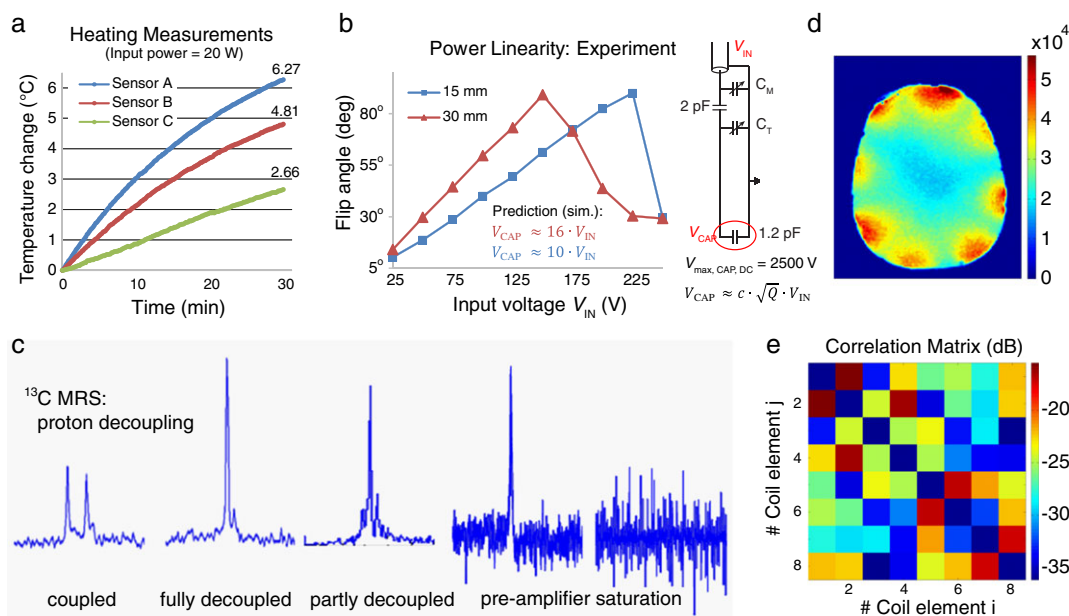 a
Heating Measurements
(Input power = 20 W)
Temperature change (°C)
6
5
4
3
2
1
0
Sensor A
Sensor B
Sensor C
6.27
4.81
2.66
0
10
20
30
Time (min)
b
Power Linearity: Experiment
Flip angle (deg)
80°
55°
30°
5°
15 mm
30 mm
Prediction (sim.):
V_CAP ≈ 16 · V_IN
V_CAP ≈ 10 · V_IN
25
75
125
175
225
Input voltage V_IN (V)
V_IN
C_M
2 pF
C_T
V_CAP
1.2 pF
V_max, CAP, DC = 2500 V
V_CAP ≈ c · √Q · V_IN
d
x10⁴
5
4
3
2
1
0
c
¹³C MRS:
proton decoupling
coupled
fully decoupled
partly decoupled
pre-amplifier saturation
e
Correlation Matrix (dB)
# Coil element j
2
4
6
8
2
4
6
8
# Coil element i
-20
-25
-30
-35